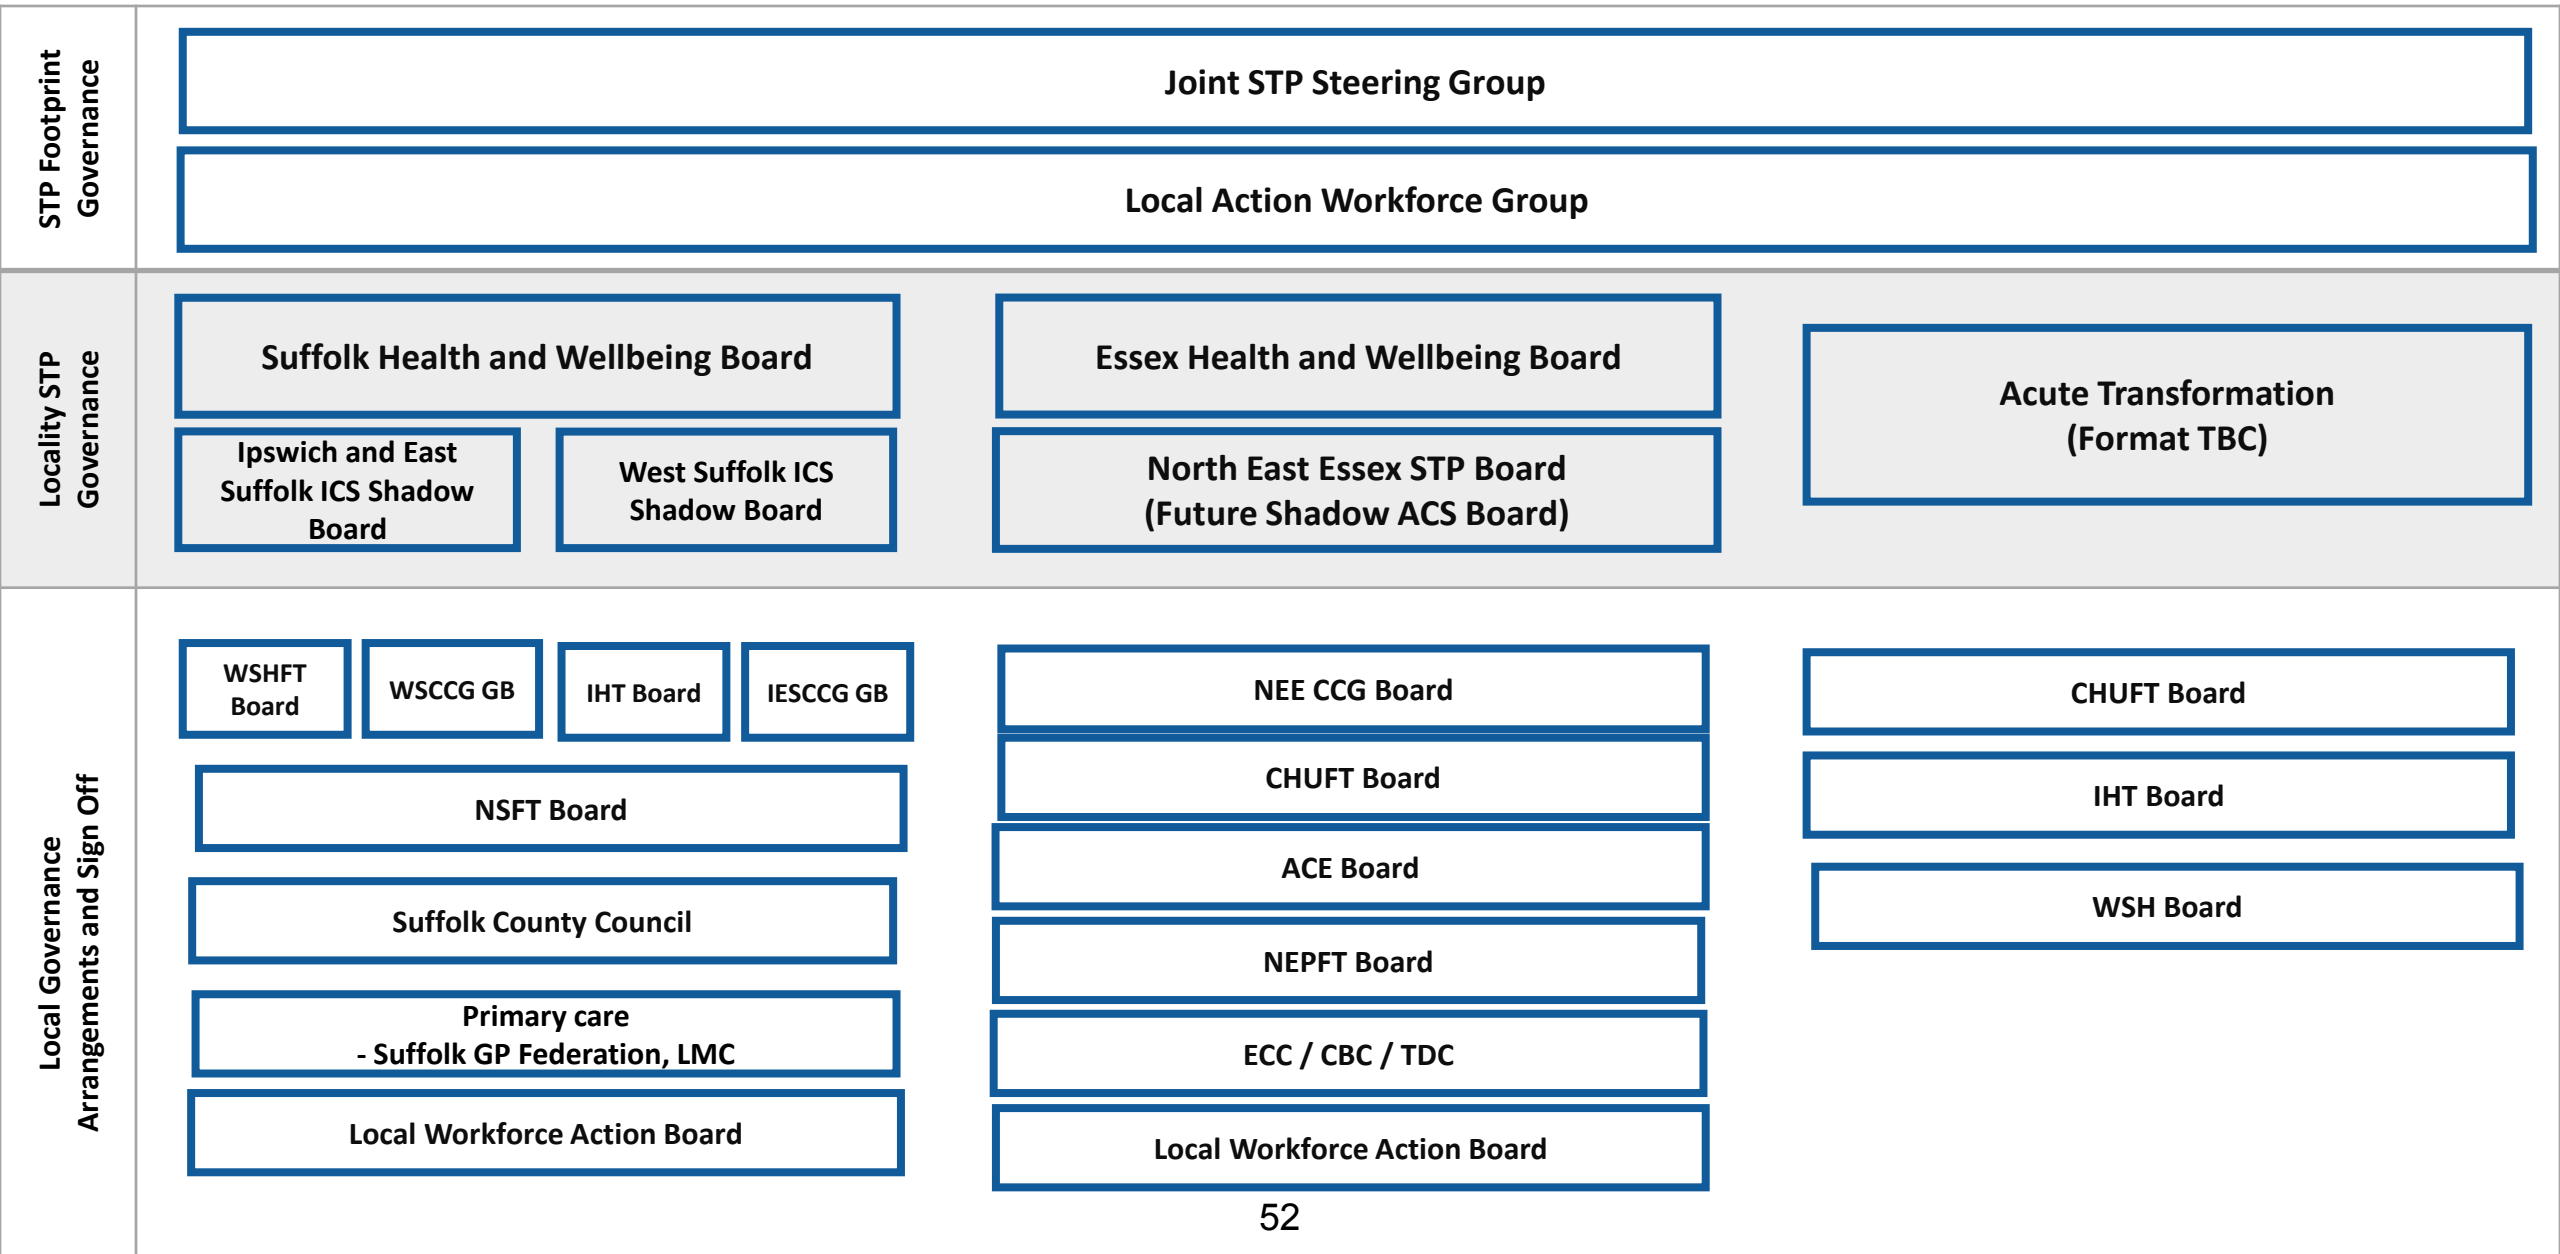 STP Footprint
Governance
Joint STP Steering Group
Local Action Workforce Group
Locality STP
Governance
Suffolk Health and Wellbeing Board
Ipswich and East
Suffolk ICS Shadow
Board
West Suffolk ICS
Shadow Board
Essex Health and Wellbeing Board
North East Essex STP Board
(Future Shadow ACS Board)
Acute Transformation
(Format TBC)
Local Governance
Arrangements and Sign Off
WSHFT
Board
WSCCG GB
IHT Board
IESCCG GB
NSFT Board
Suffolk County Council
Primary care
- Suffolk GP Federation, LMC
Local Workforce Action Board
NEE CCG Board
CHUFT Board
ACE Board
NEPFT Board
ECC / CBC / TDC
Local Workforce Action Board
CHUFT Board
IHT Board
WSH Board
52